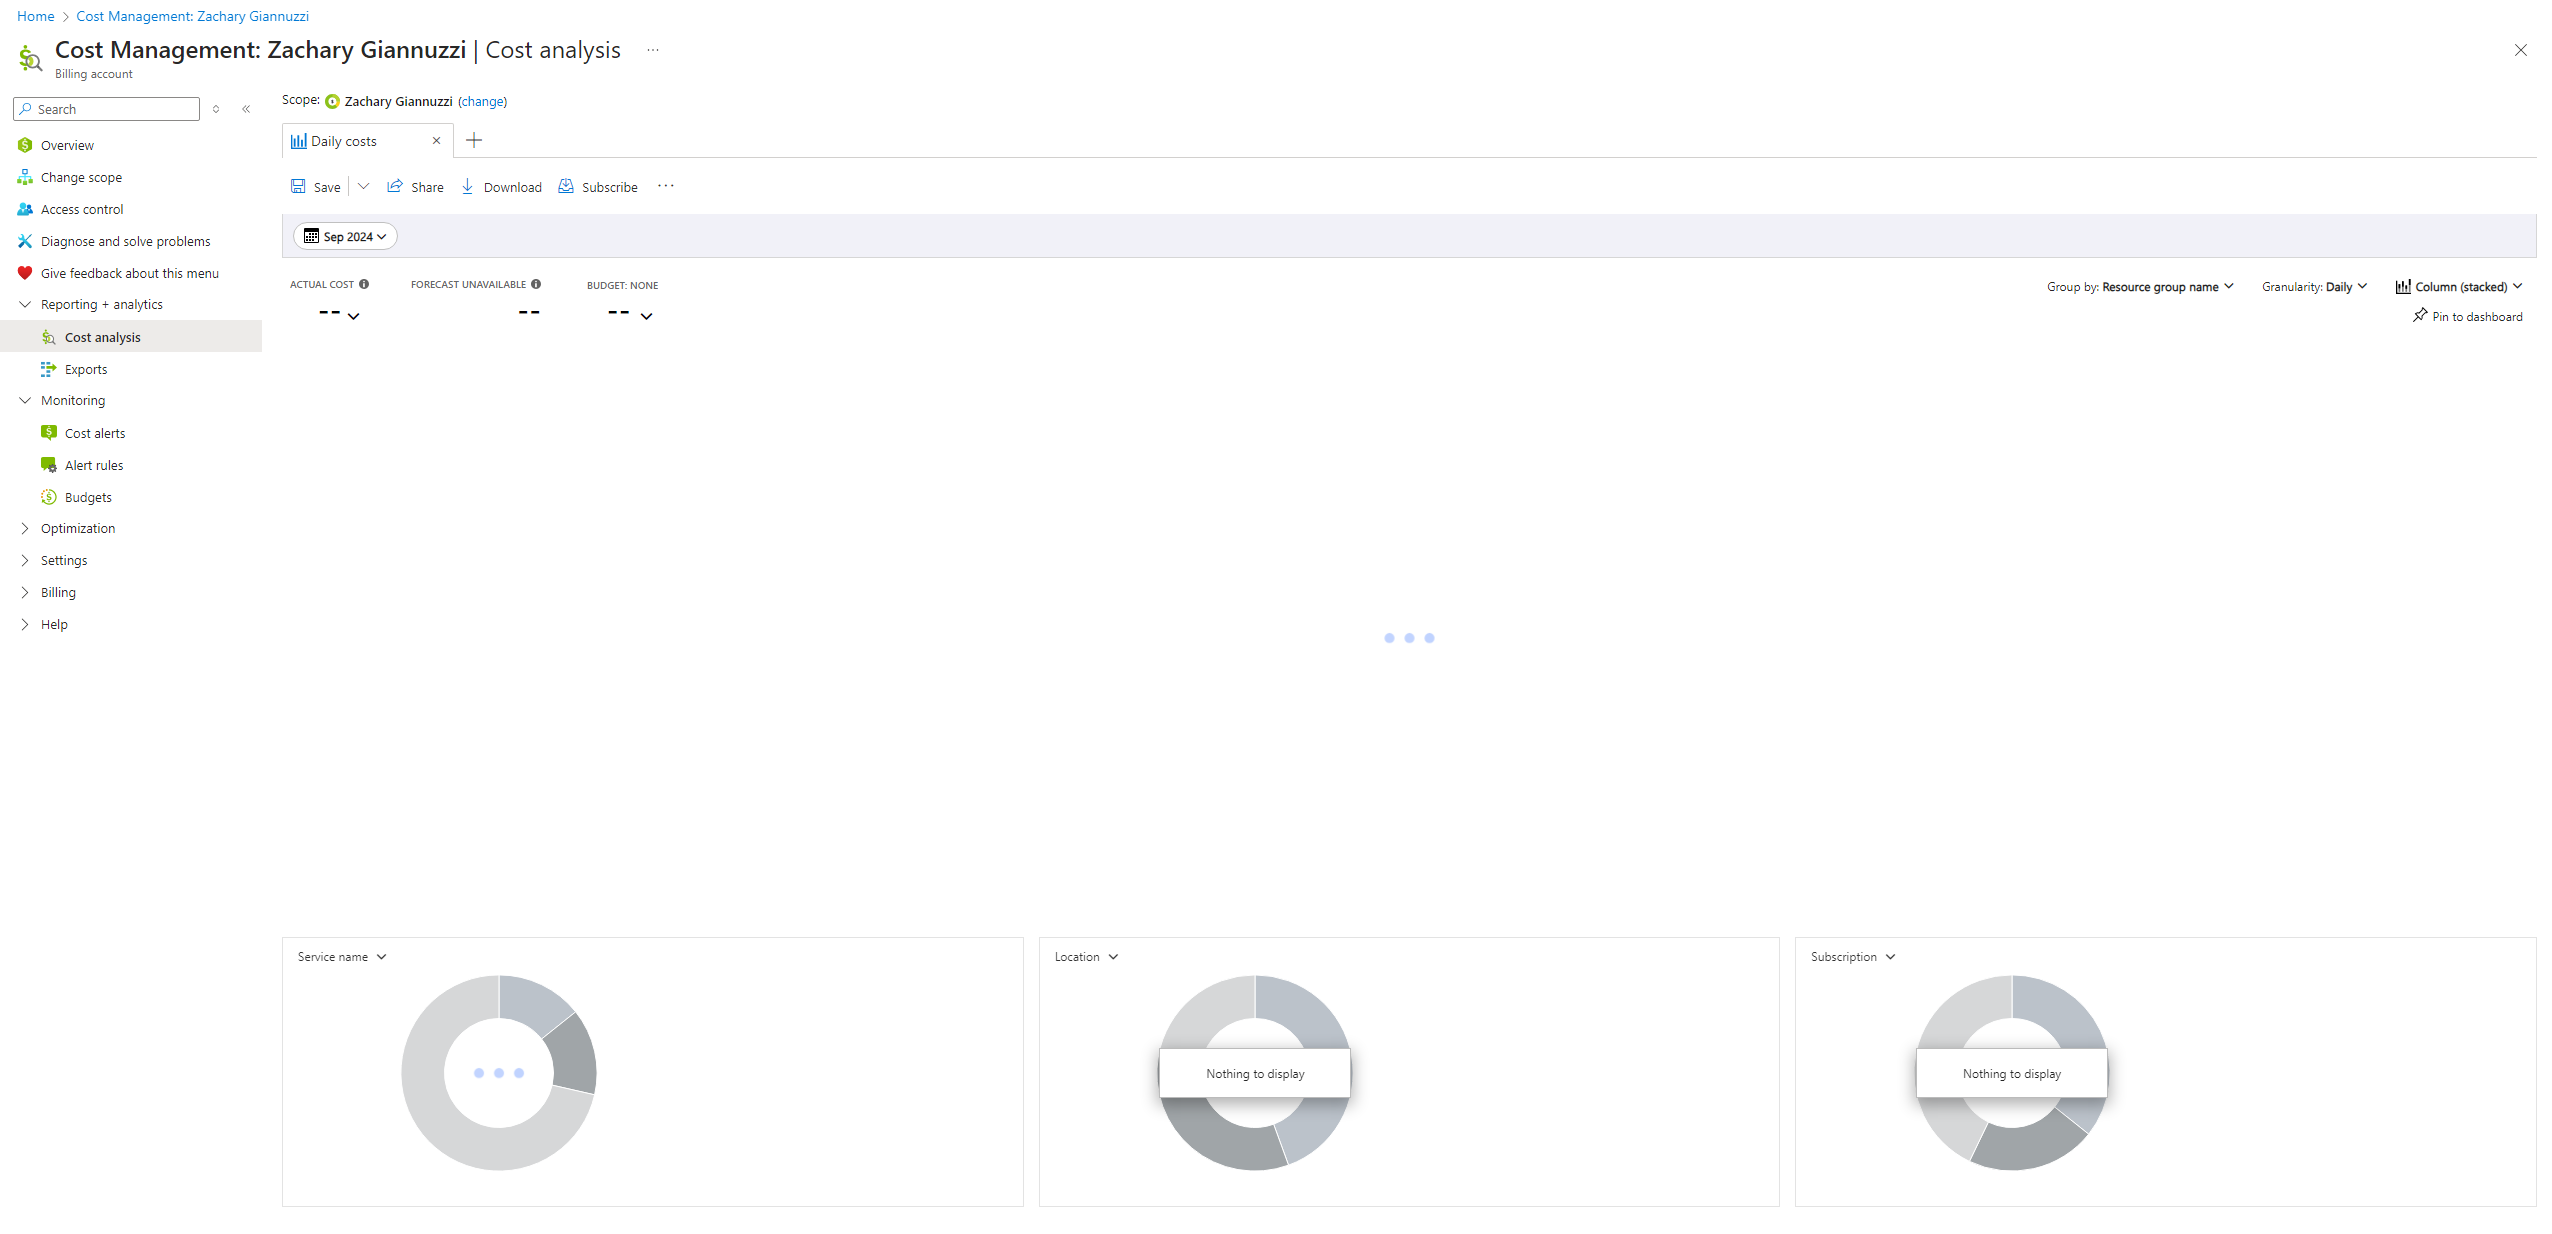 Home > Cost Management: Zachary Giannuzzi
Cost Management: Zachary Giannuzzi | Cost analysis ...
Billing account
Search
Overview
Change scope
Access control
Diagnose and solve problems
Give feedback about this menu
Reporting + analytics
Cost analysis
Exports
Monitoring
Cost alerts
Alert rules
Budgets
Optimization
Settings
Billing
Help
Scope: Zachary Giannuzzi (change)
Daily costs
Save Share Download Subscribe ...
Sep 2024
ACTUAL COST FORECAST UNAVAILABLE BUDGET: NONE
-- -- --
Group by: Resource group name Granularity: Daily Column (stacked)
Pin to dashboard
Service name
Location
Nothing to display
Subscription
Nothing to display